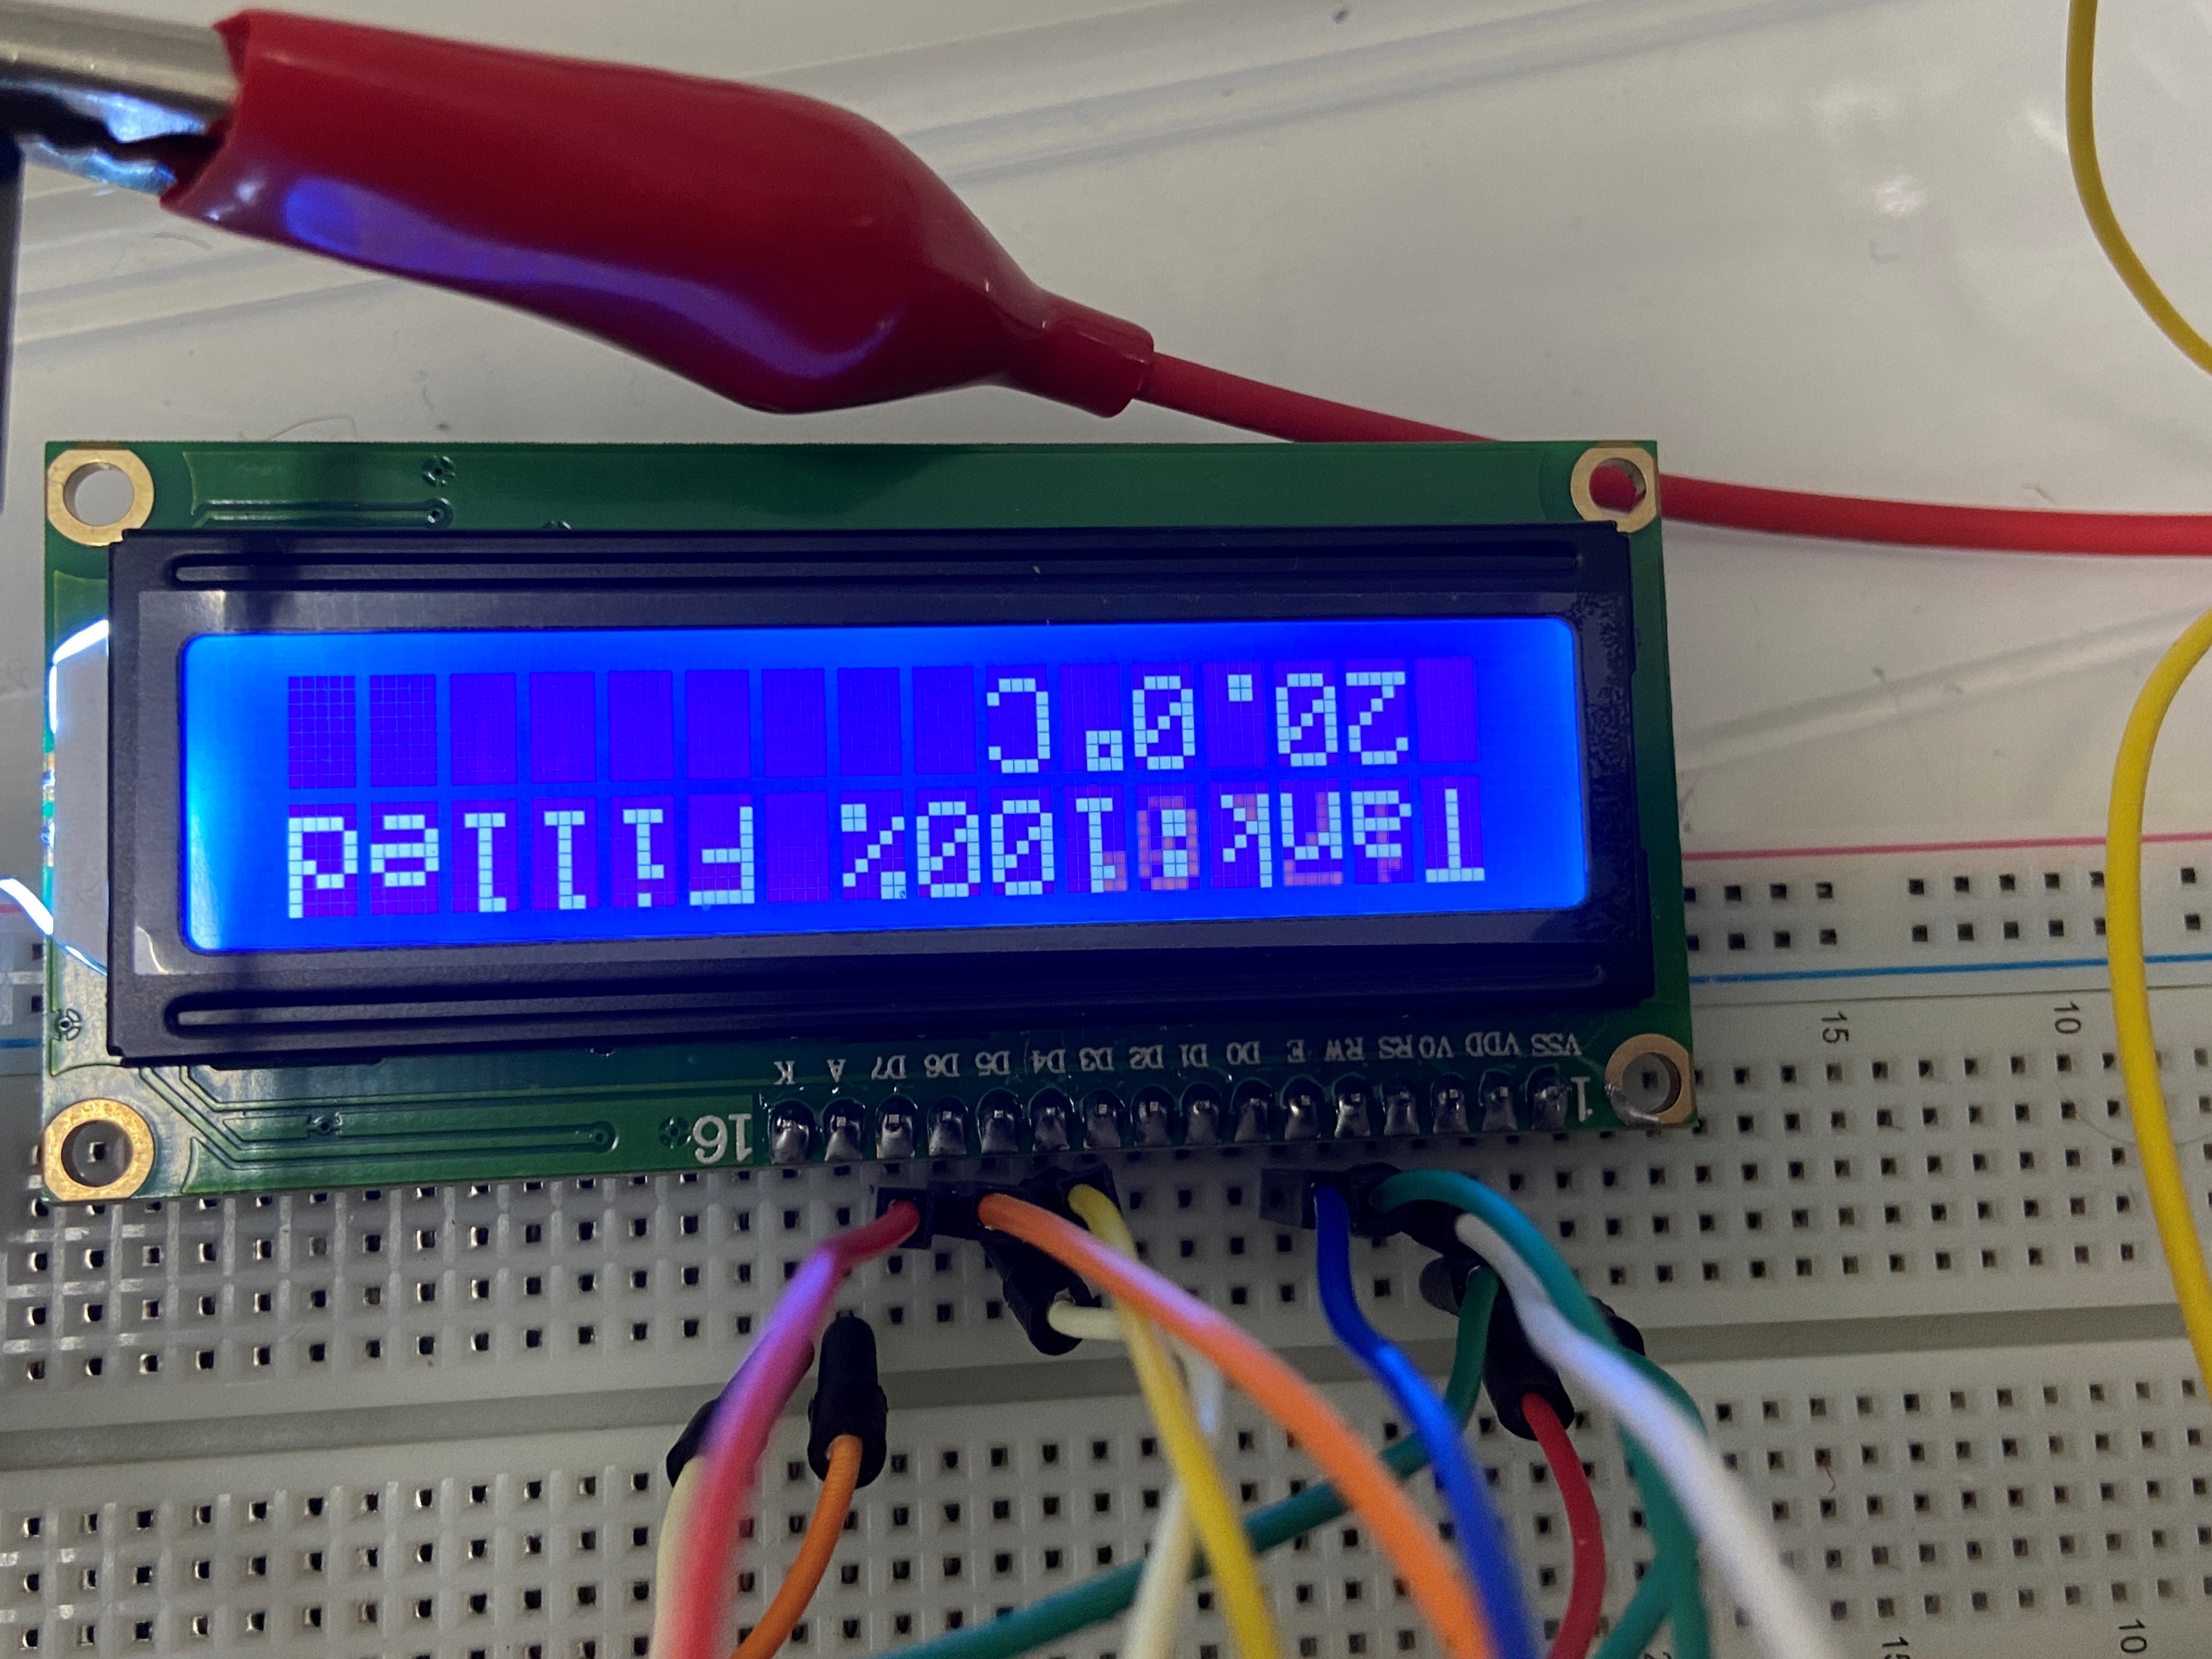 1 16
VSS VDD V0 RS RW E D0 D1 D2 D3 D4 D5 D6 D7 A K
Tank:100% Filled
20.0°C
15 10
15 10